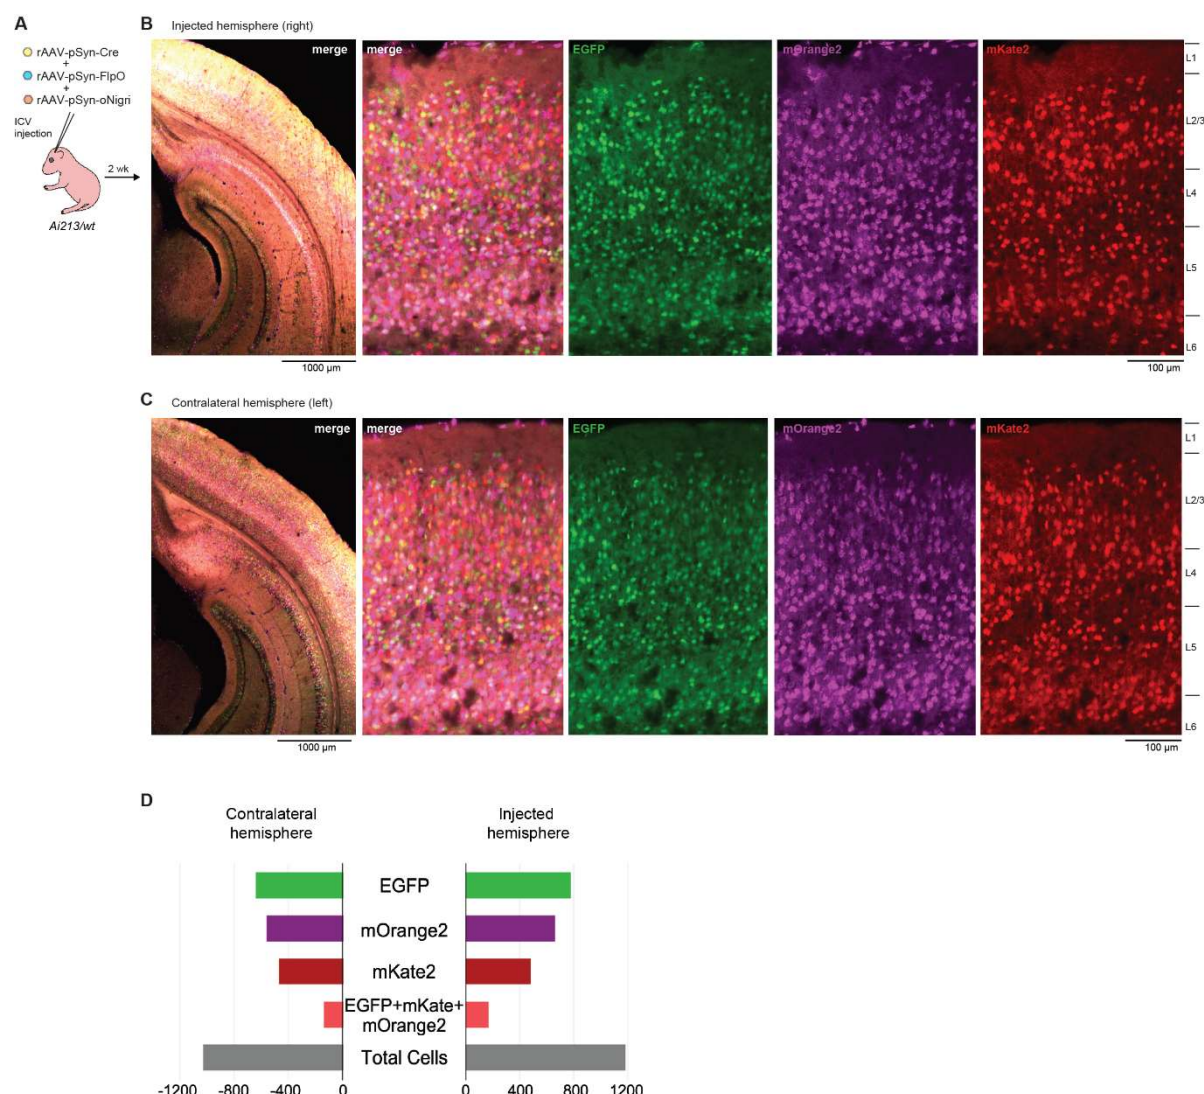 A
rAAV-pSyn-Cre
+
rAAV-pSyn-FlpO
+
rAAV-pSyn-oNigri
ICV
injection
2 wk
Ai213/wt
B
Injected hemisphere (right)
merge
merge
EGFP
mOrange2
mKate2
L1
L2/3
L4
L5
L6
1000 µm
100 µm
C
Contralateral hemisphere (left)
merge
merge
EGFP
mOrange2
mKate2
L1
L2/3
L4
L5
L6
1000 µm
100 µm
D
Contralateral
hemisphere
Injected
hemisphere
EGFP
mOrange2
mKate2
EGFP+mKate+
mOrange2
Total Cells
-1200 -800 -400 0 0 400 800 1200